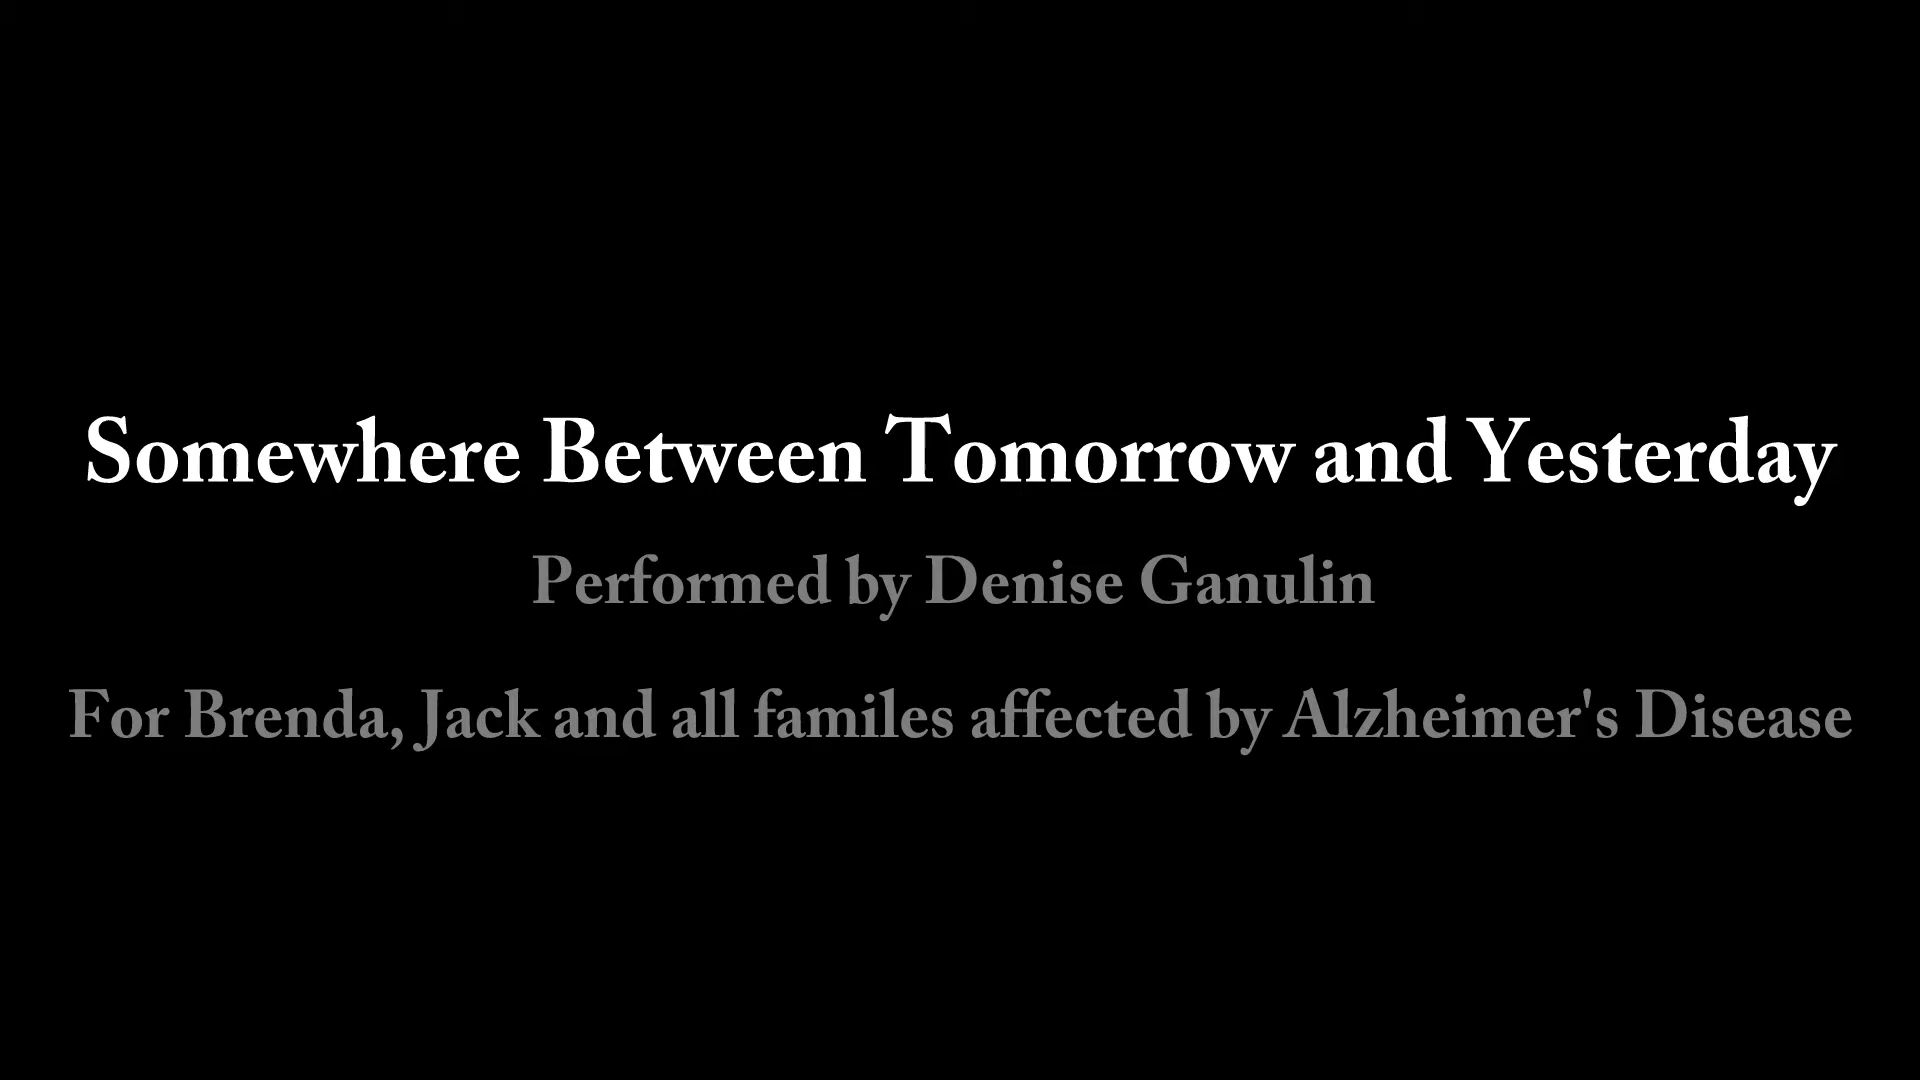 Somewhere Between Tomorrow and Yesterday
Performed by Denise Ganulin
For Brenda, Jack and all familes affected by Alzheimer's Disease